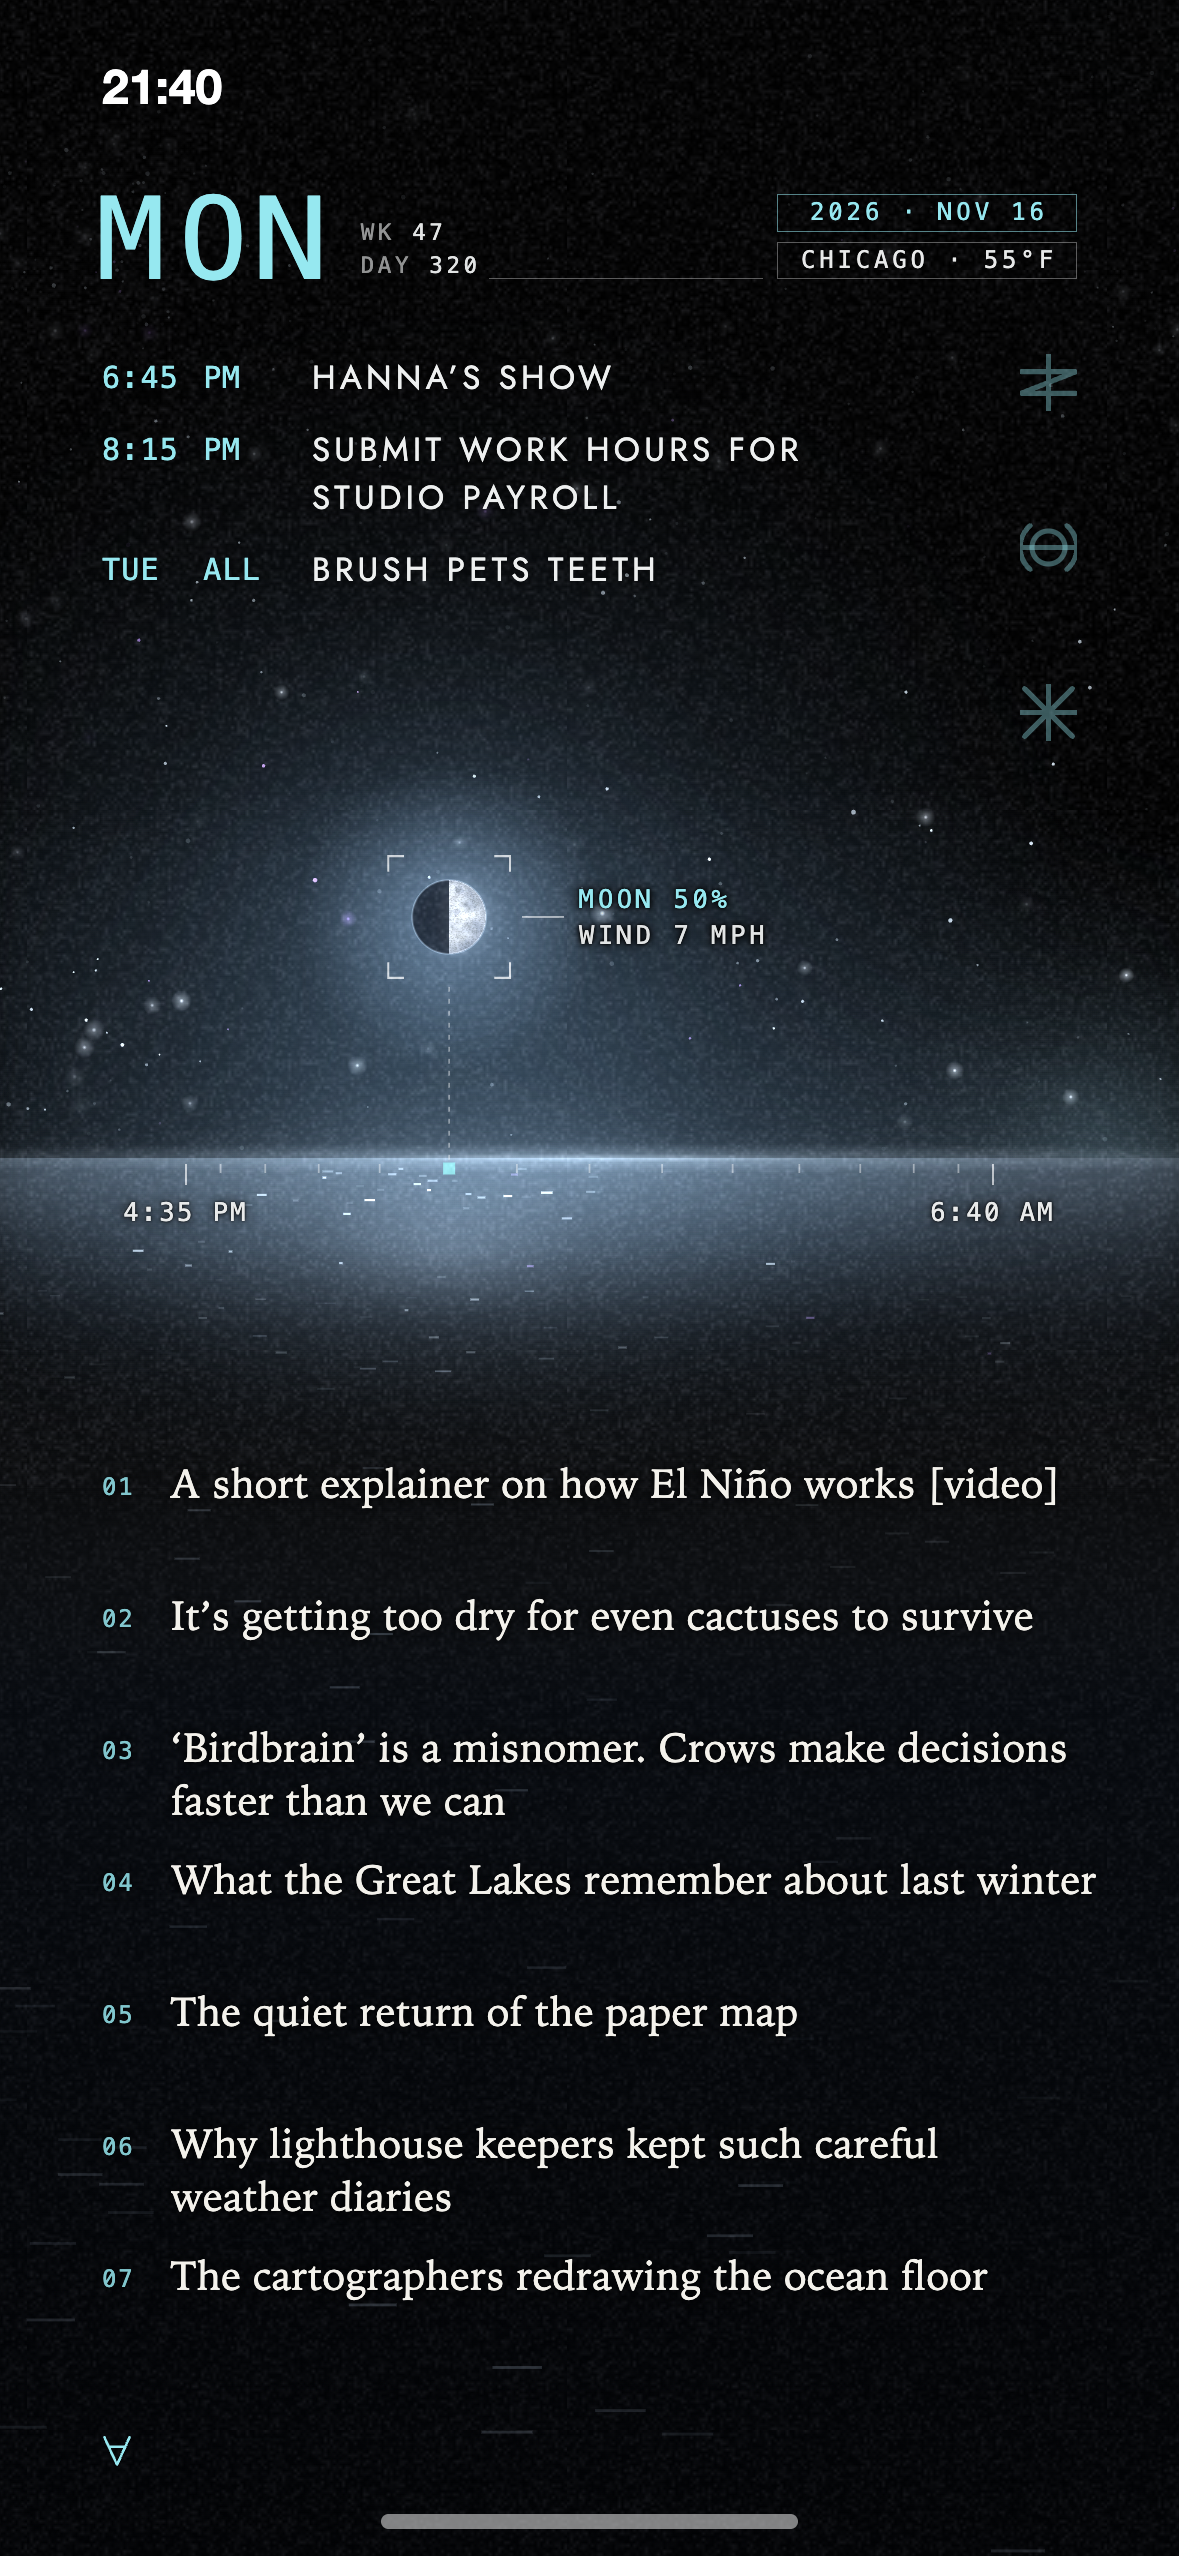 21:40
MON
WK 47
DAY 320
2026 · NOV 16
CHICAGO · 55°F
6:45 PM HANNA’S SHOW
8:15 PM SUBMIT WORK HOURS FOR
STUDIO PAYROLL
TUE ALL BRUSH PETS TEETH
MOON 50%
WIND 7 MPH
4:35 PM
6:40 AM
01 A short explainer on how El Niño works [video]
02 It’s getting too dry for even cactuses to survive
03 ‘Birdbrain’ is a misnomer. Crows make decisions
faster than we can
04 What the Great Lakes remember about last winter
05 The quiet return of the paper map
06 Why lighthouse keepers kept such careful
weather diaries
07 The cartographers redrawing the ocean floor